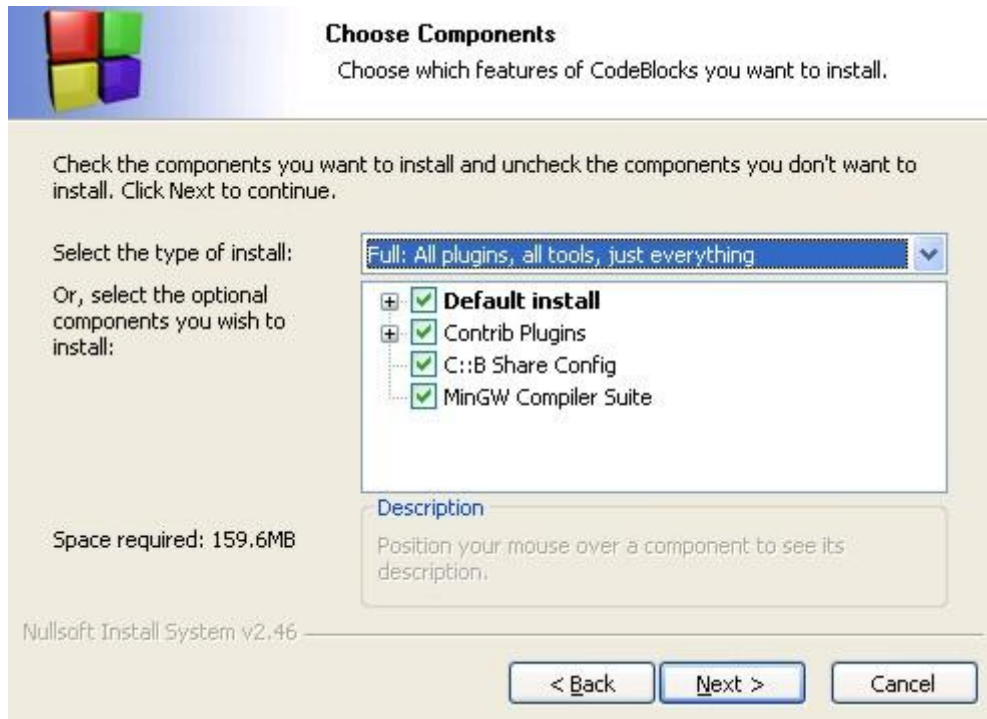 Choose Components
Choose which features of CodeBlocks you want to install.
Check the components you want to install and uncheck the components you don't want to
install. Click Next to continue.
Select the type of install:
Full: All plugins, all tools, just everything
Or, select the optional
components you wish to
install:
Default install
Contrib Plugins
C::B Share Config
MinGW Compiler Suite
Space required: 159.6MB
Description
Position your mouse over a component to see its
description.
Nullsoft Install System v2.46
< Back
Next >
Cancel